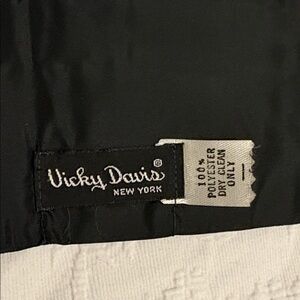 Vicky Davis®
NEW YORK
100%
POLYESTER
DRY CLEAN
ONLY